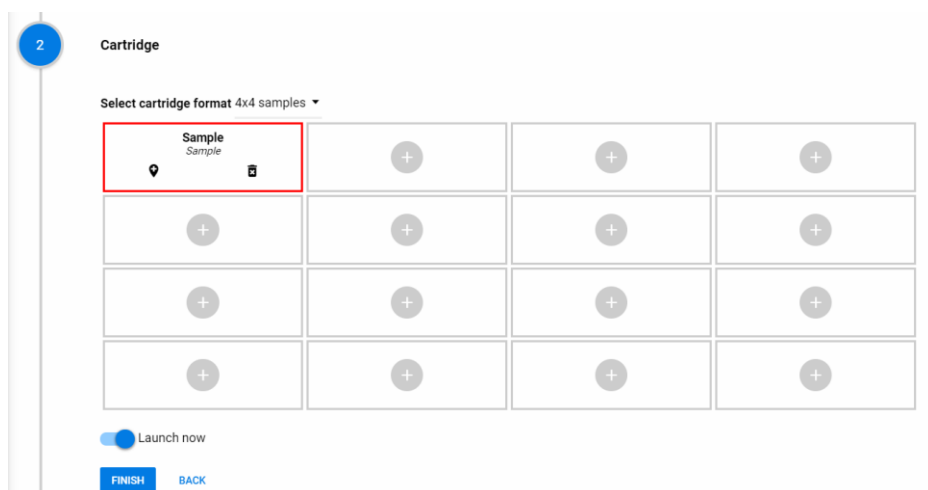 2
Cartridge
Select cartridge format 4x4 samples
Sample
Sample
Launch now
FINISH BACK